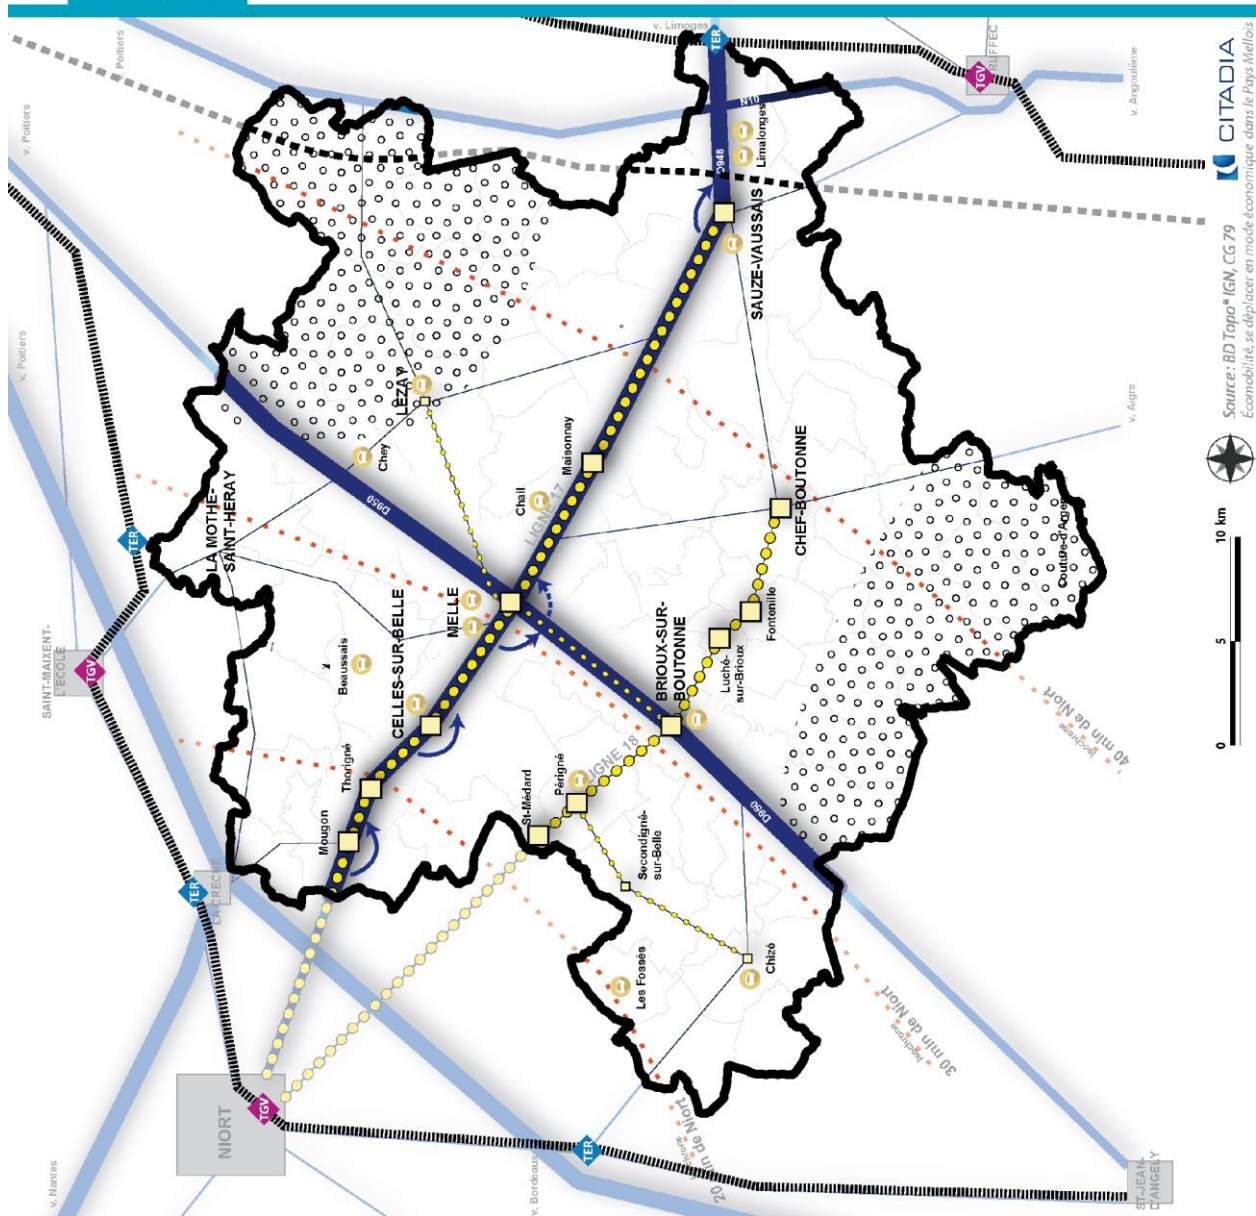 v. Limoges
TER
RUFFEC
TGV
v. Poitiers
v. Poitiers
v. Poitiers
v. Angoulême
N10
D948
Limalonges
SAUZE-VAUSSAIS
LEZAY
Chey
Maisonnay
Chail
LIGNE 17
D950
LA MOTHE-
SAINT-HERAY
TER
SAINT-MAIXENT-
L'ECOLE
TGV
MELLE
CELLES-SUR-BELLE
Beaussais
Thorigné
Mougon
CHEF-BOUTONNE
Fontenille
Luché-
sur-Brioux
BRIOUX-SUR-
BOUTONNE
LIGNE 18
Périgné
St-Médard
Secondigné-
sur-Belle
Chizé
Les Fossés
D950
Couture-d'Argenson
v. Aigre
TER
LA CRECHE
NIORT
TGV
v. Nantes
v. Bordeaux
TER
ST-JEAN-
D'ANGELY
Isochrone
20 min de Niort
Isochrone
30 min de Niort
Isochrone
40 min de Niort
0 5 10 km
CITADIA
Source : BD Topo® IGN, CG 79
Écomobilité, se déplacer en mode économique dans le Pays Mellois